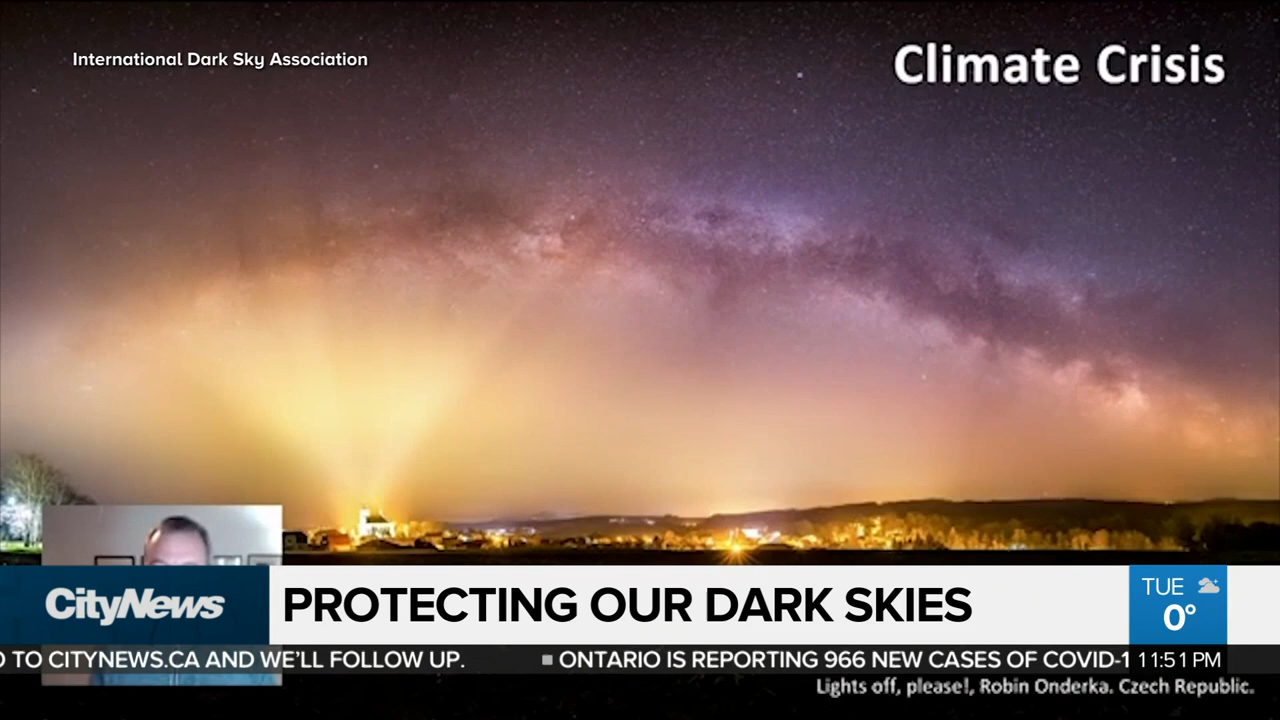 International Dark Sky Association
Climate Crisis
CityNews
PROTECTING OUR DARK SKIES
TUE
0°
TO CITYNEWS.CA AND WE'LL FOLLOW UP.
ONTARIO IS REPORTING 966 NEW CASES OF COVID-1
11:51 PM
Lights off, please!, Robin Onderka. Czech Republic.